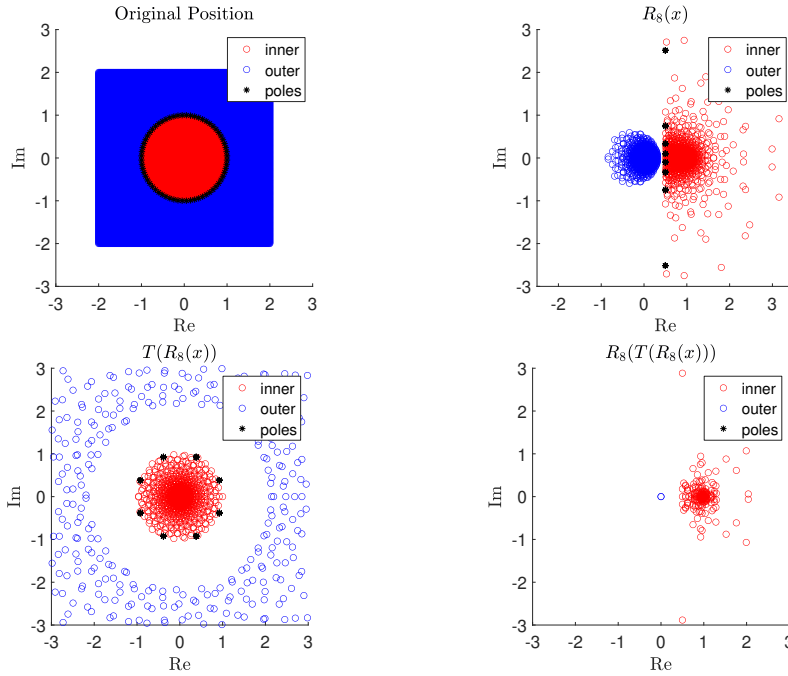 Original Position
3
2
1
0
-1
-2
-3
Im
-3 -2 -1 0 1 2 3
Re
inner
outer
poles
R_8(x)
3
2
1
0
-1
-2
-3
Im
-2 -1 0 1 2 3
Re
inner
outer
poles
T(R_8(x))
3
2
1
0
-1
-2
-3
Im
-3 -2 -1 0 1 2 3
Re
inner
outer
poles
R_8(T(R_8(x)))
3
2
1
0
-1
-2
-3
Im
-3 -2 -1 0 1 2 3
Re
inner
outer
poles